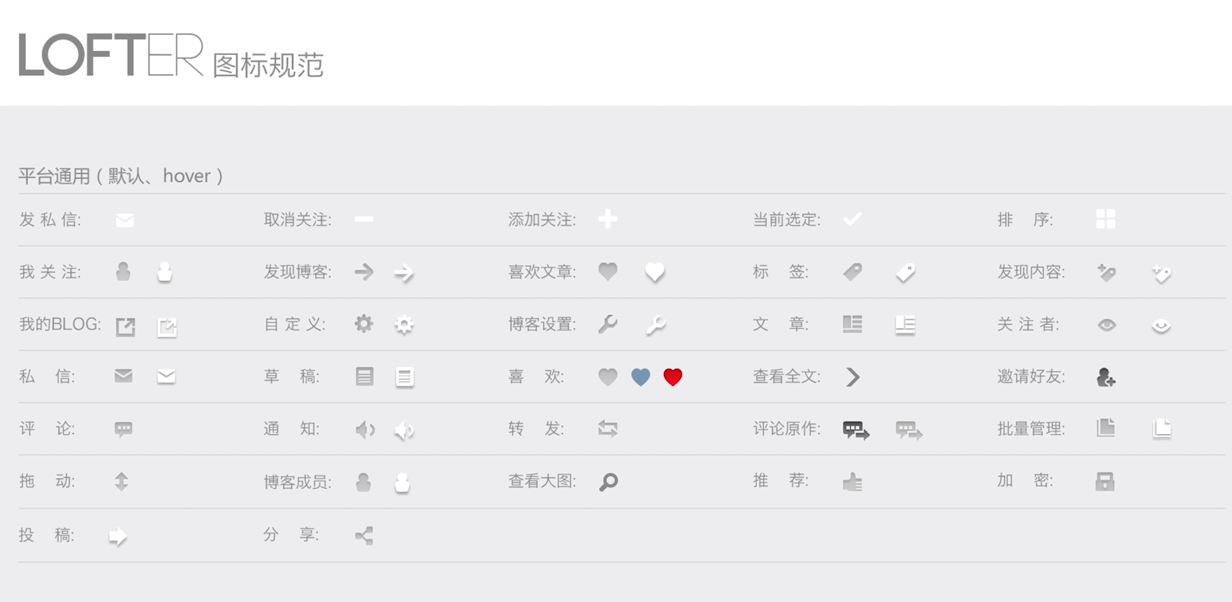 LOFTER 图标规范
平台通用 ( 默认、hover )
发 私 信: 取消关注: 添加关注: 当前选定: 排 序:
我 关 注: 发现博客: 喜欢文章: 标 签: 发现内容:
我的BLOG: 自 定 义: 博客设置: 文 章: 关 注 者:
私 信: 草 稿: 喜 欢: 查看全文: 邀请好友:
评 论: 通 知: 转 发: 评论原作: 批量管理:
拖 动: 博客成员: 查看大图: 推 荐: 加 密:
投 稿: 分 享: